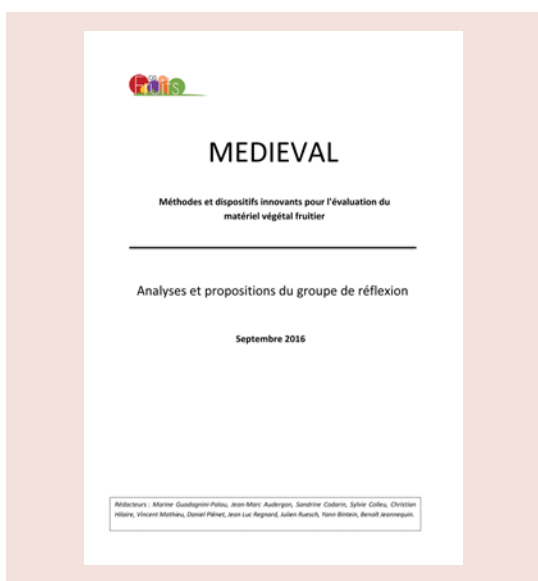 Fruits
MEDIEVAL
Méthodes et dispositifs innovants pour l'évaluation du
matériel végétal fruitier
Analyses et propositions du groupe de réflexion
Septembre 2016
Rédacteurs : Marine Guadagnini-Palau, Jean-Marc Audergon, Sandrine Codarin, Sylvie Colleu, Christian
Hilaire, Vincent Mathieu, Daniel Plénet, Jean Luc Regnard, Julien Ruesch, Yann Bintein, Benoît Jeannequin.